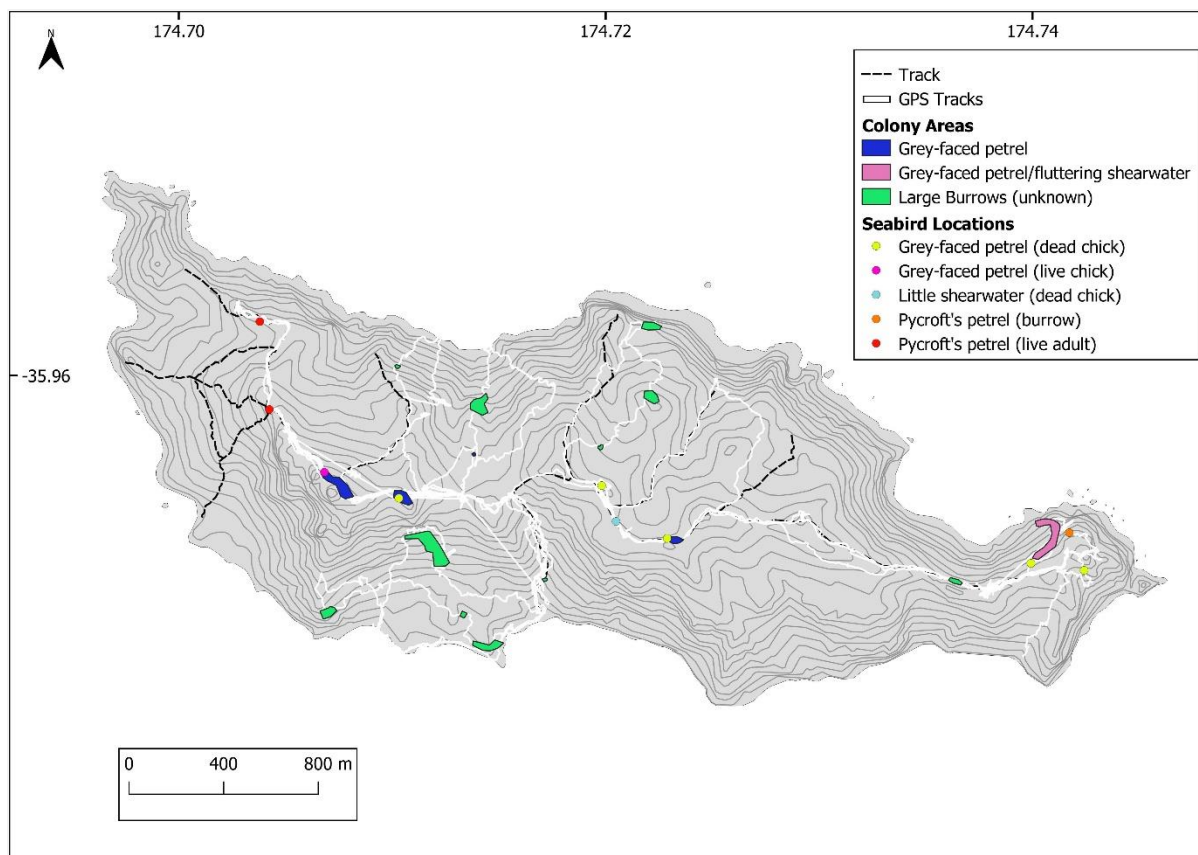 174.70 174.72 174.74
N
-35.96
Track
GPS Tracks
Colony Areas
Grey-faced petrel
Grey-faced petrel/fluttering shearwater
Large Burrows (unknown)
Seabird Locations
Grey-faced petrel (dead chick)
Grey-faced petrel (live chick)
Little shearwater (dead chick)
Pycroft's petrel (burrow)
Pycroft's petrel (live adult)
0 400 800 m